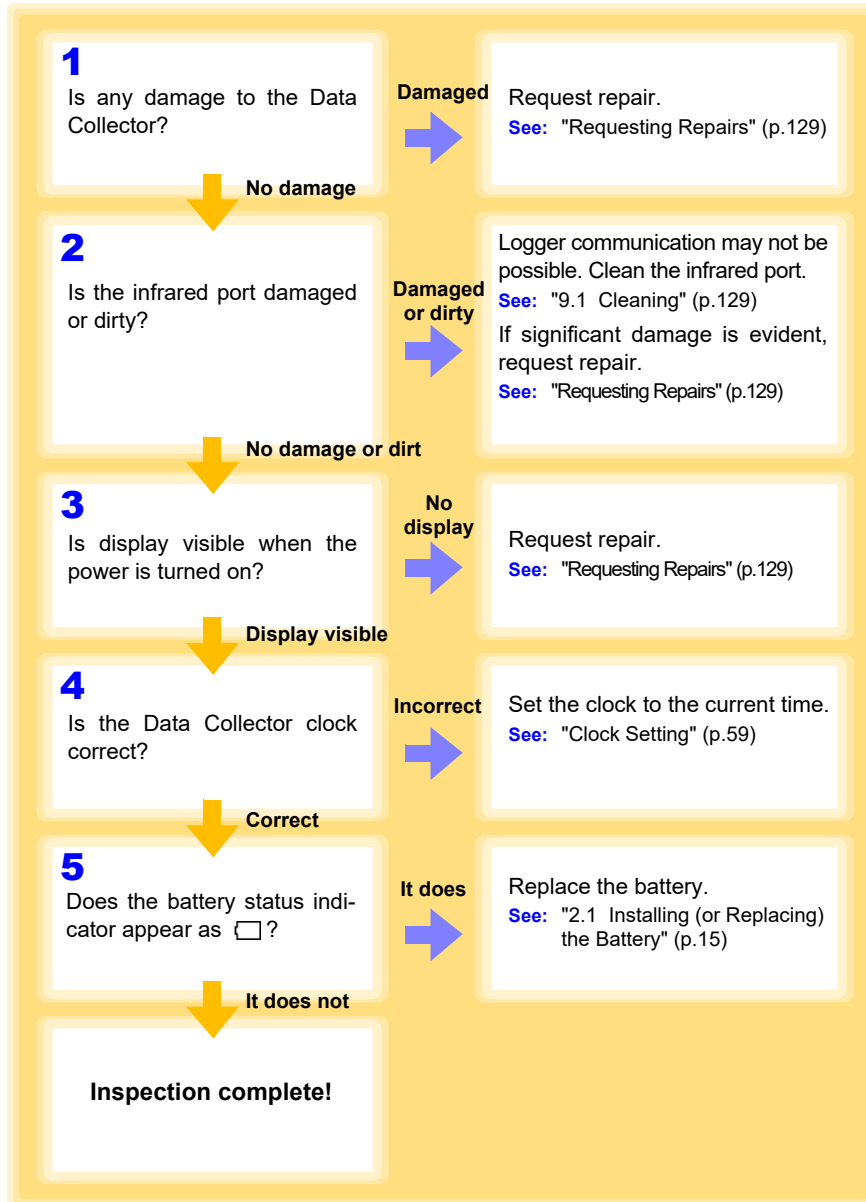 1
Is any damage to the Data
Collector?
Damaged
Request repair.
See: "Requesting Repairs" (p.129)
No damage
2
Is the infrared port damaged
or dirty?
Damaged
or dirty
Logger communication may not be
possible. Clean the infrared port.
See: "9.1 Cleaning" (p.129)
If significant damage is evident,
request repair.
See: "Requesting Repairs" (p.129)
No damage or dirt
3
Is display visible when the
power is turned on?
No
display
Request repair.
See: "Requesting Repairs" (p.129)
Display visible
4
Is the Data Collector clock
correct?
Incorrect
Set the clock to the current time.
See: "Clock Setting" (p.59)
Correct
5
Does the battery status indi-
cator appear as ?
It does
Replace the battery.
See: "2.1 Installing (or Replacing)
the Battery" (p.15)
It does not
Inspection complete!